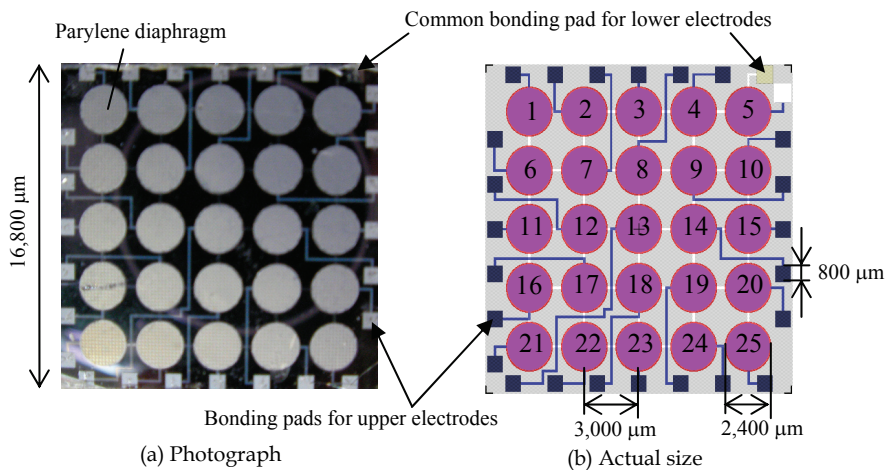 Parylene diaphragm
Common bonding pad for lower electrodes
16,800 μm
1 2 3 4 5
6 7 8 9 10
11 12 13 14 15
16 17 18 19 20
21 22 23 24 25
800 μm
Bonding pads for upper electrodes
3,000 μm
2,400 μm
(a) Photograph
(b) Actual size